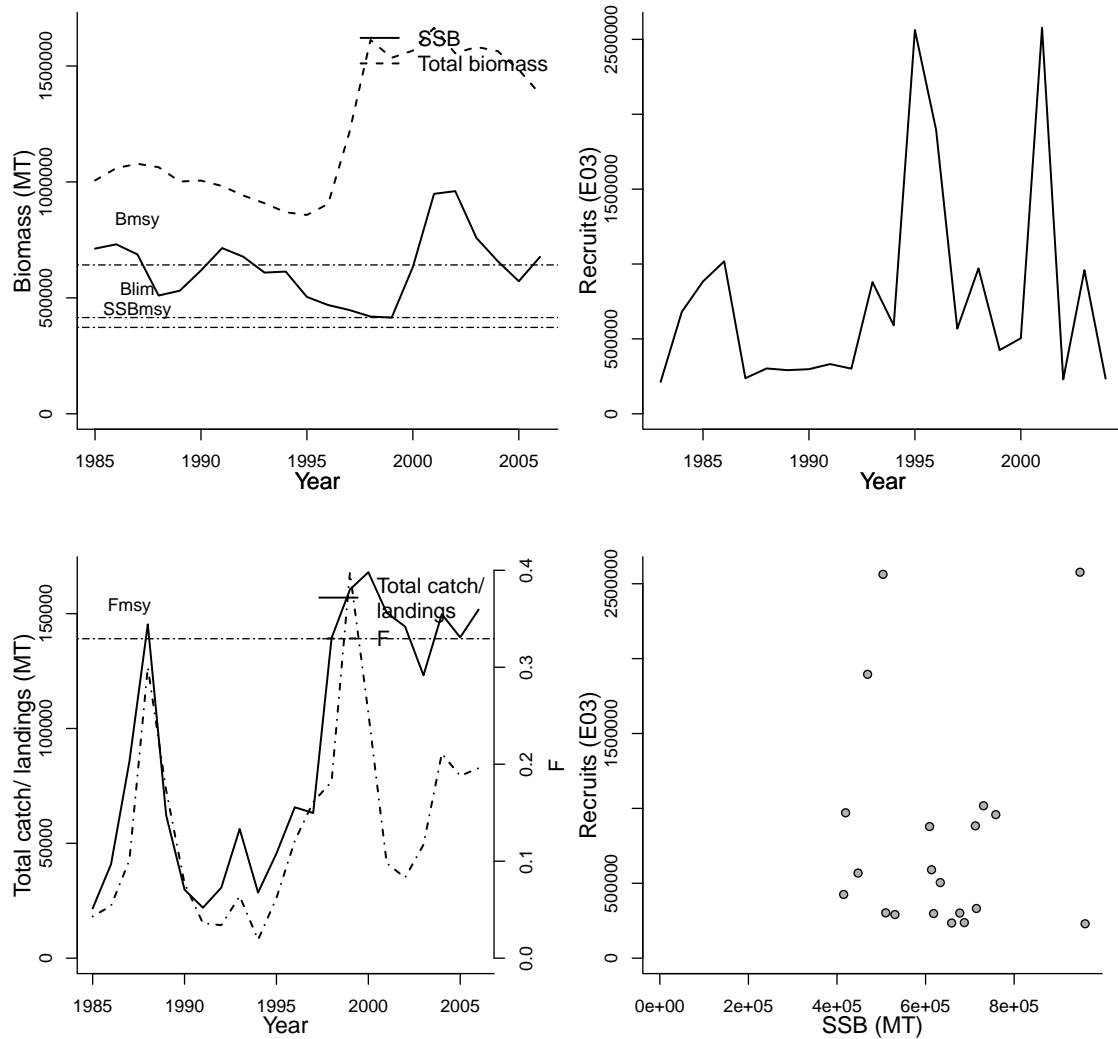 Biomass (MT)
0
500000
1000000
1500000
SSB
Total biomass
Bmsy
Blim
SSBmsy
1985
1990
1995
2000
2005
Year
Recruits (E03)
0
500000
1500000
2500000
1985
1990
1995
2000
Year
Total catch/ landings (MT)
0
50000
100000
150000
Fmsy
Total catch/
landings
F
0.0
0.1
0.2
0.3
0.4
F
1985
1990
1995
2000
2005
Year
Recruits (E03)
0
500000
1500000
2500000
0e+00
2e+05
4e+05
6e+05
8e+05
SSB (MT)